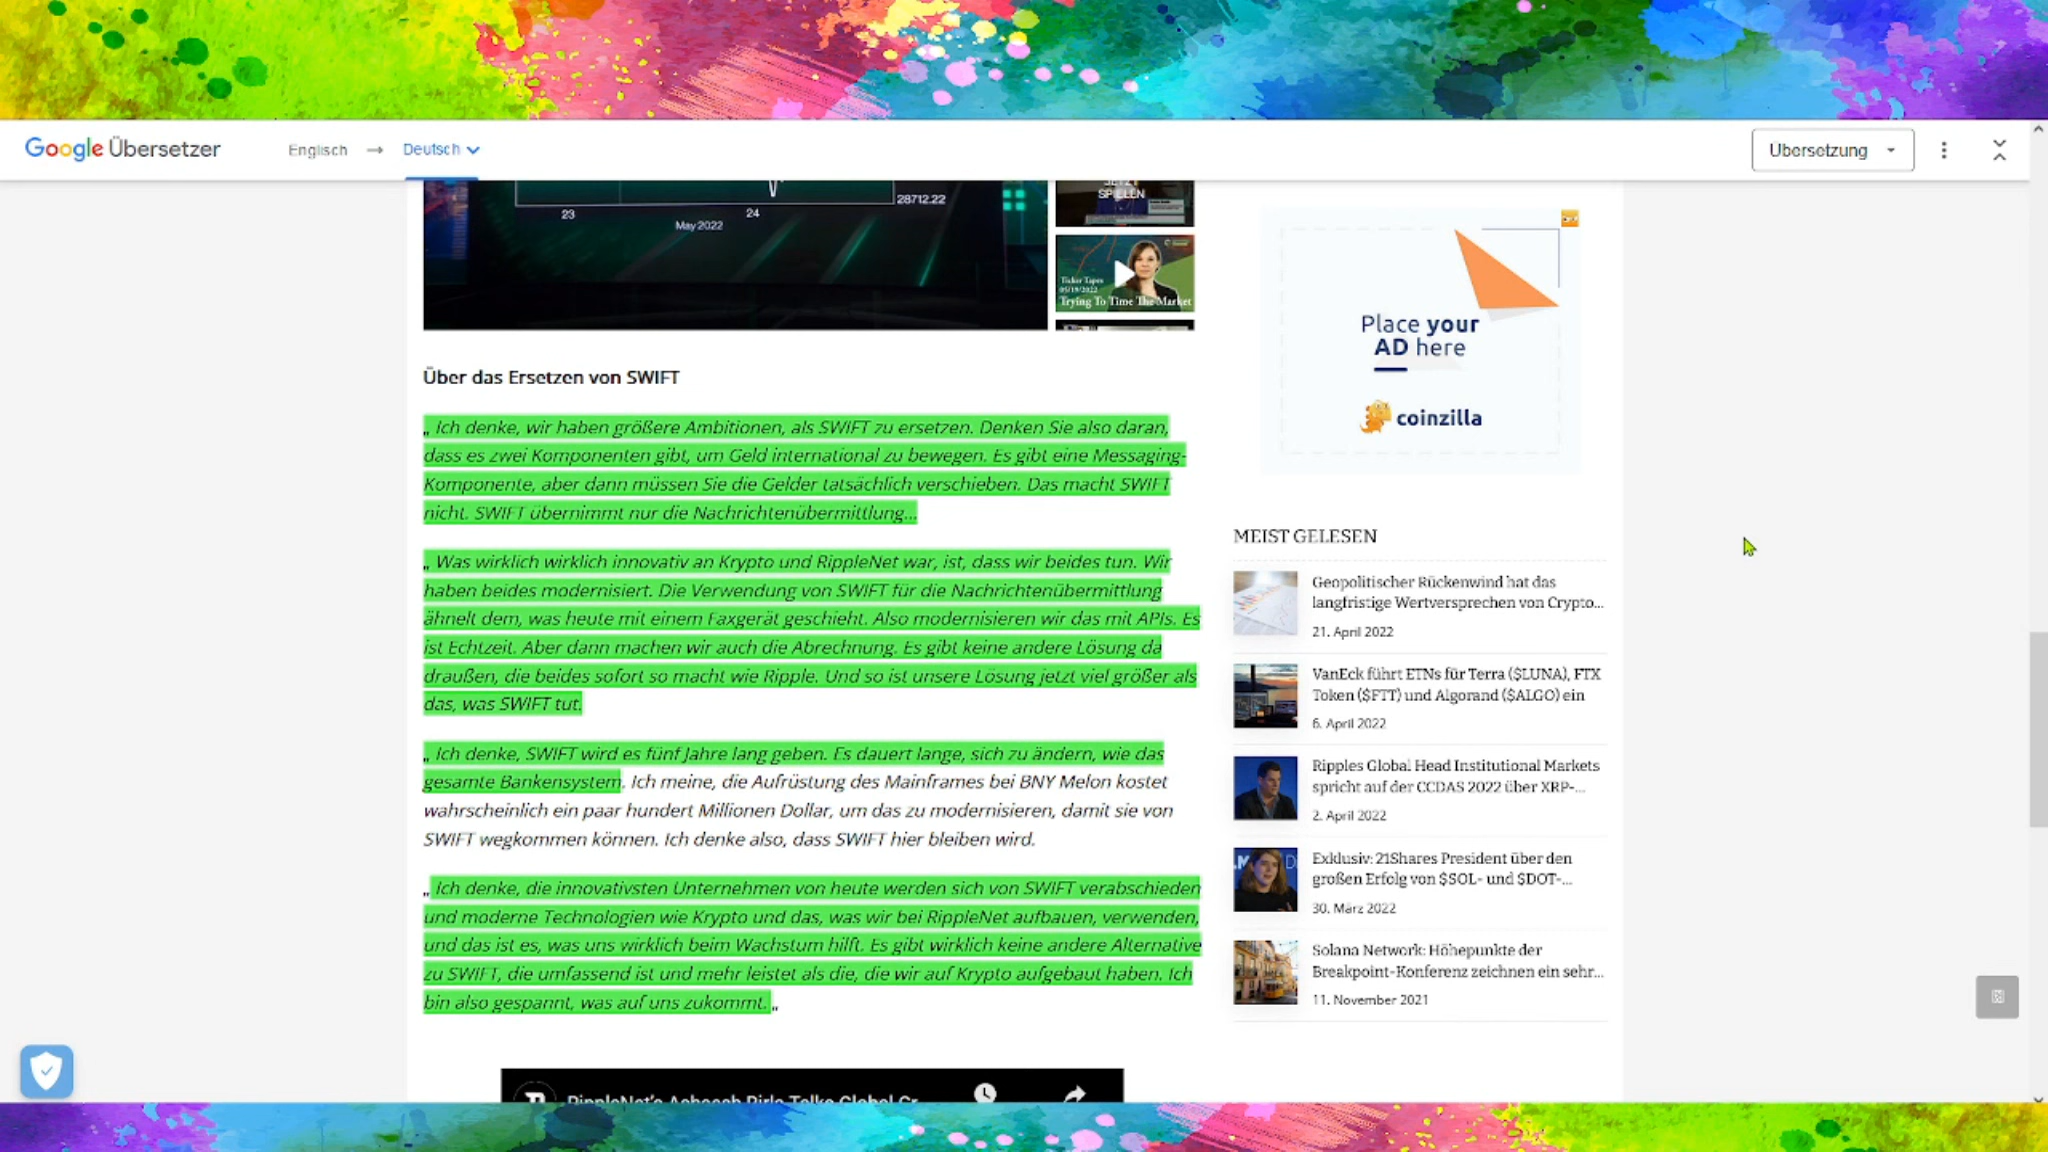 Google Übersetzer
Englisch → Deutsch
Übersetzung
28712.22
23
24
May 2022
SPIELEN
Ticker Tapes
05/19/2022
Trying To Time The Market
Place your
AD here
coinzilla
Über das Ersetzen von SWIFT
„ Ich denke, wir haben größere Ambitionen, als SWIFT zu ersetzen. Denken Sie also daran,
dass es zwei Komponenten gibt, um Geld international zu bewegen. Es gibt eine Messaging-
Komponente, aber dann müssen Sie die Gelder tatsächlich verschieben. Das macht SWIFT
nicht. SWIFT übernimmt nur die Nachrichtenübermittlung...
„ Was wirklich wirklich innovativ an Krypto und RippleNet war, ist, dass wir beides tun. Wir
haben beides modernisiert. Die Verwendung von SWIFT für die Nachrichtenübermittlung
ähnelt dem, was heute mit einem Faxgerät geschieht. Also modernisieren wir das mit APIs. Es
ist Echtzeit. Aber dann machen wir auch die Abrechnung. Es gibt keine andere Lösung da
draußen, die beides sofort so macht wie Ripple. Und so ist unsere Lösung jetzt viel größer als
das, was SWIFT tut.
„ Ich denke, SWIFT wird es fünf Jahre lang geben. Es dauert lange, sich zu ändern, wie das
gesamte Bankensystem. Ich meine, die Aufrüstung des Mainframes bei BNY Melon kostet
wahrscheinlich ein paar hundert Millionen Dollar, um das zu modernisieren, damit sie von
SWIFT wegkommen können. Ich denke also, dass SWIFT hier bleiben wird.
„ Ich denke, die innovativsten Unternehmen von heute werden sich von SWIFT verabschieden
und moderne Technologien wie Krypto und das, was wir bei RippleNet aufbauen, verwenden,
und das ist es, was uns wirklich beim Wachstum hilft. Es gibt wirklich keine andere Alternative
zu SWIFT, die umfassend ist und mehr leistet als die, die wir auf Krypto aufgebaut haben. Ich
bin also gespannt, was auf uns zukommt. „
MEIST GELESEN
Geopolitischer Rückenwind hat das
langfristige Wertversprechen von Crypto...
21. April 2022
VanEck führt ETNs für Terra ($LUNA), FTX
Token ($FTT) und Algorand ($ALGO) ein
6. April 2022
Ripples Global Head Institutional Markets
spricht auf der CCDAS 2022 über XRP-...
2. April 2022
Exklusiv: 21Shares President über den
großen Erfolg von $SOL- und $DOT-...
30. März 2022
Solana Network: Höhepunkte der
Breakpoint-Konferenz zeichnen ein sehr...
11. November 2021
RippleNet's Asheesh Birla Talks Global Cr